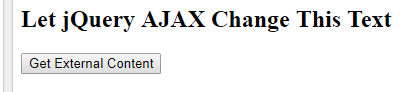 Let jQuery AJAX Change This Text
Get External Content